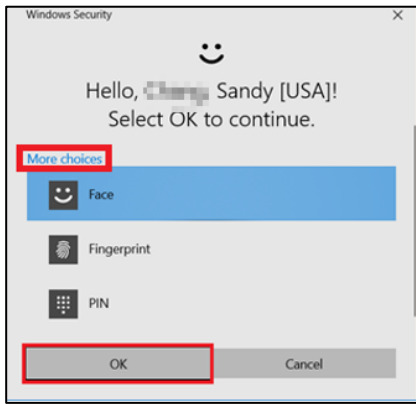 Windows Security
Hello, Sandy [USA]!
Select OK to continue.
More choices
Face
Fingerprint
PIN
OK
Cancel